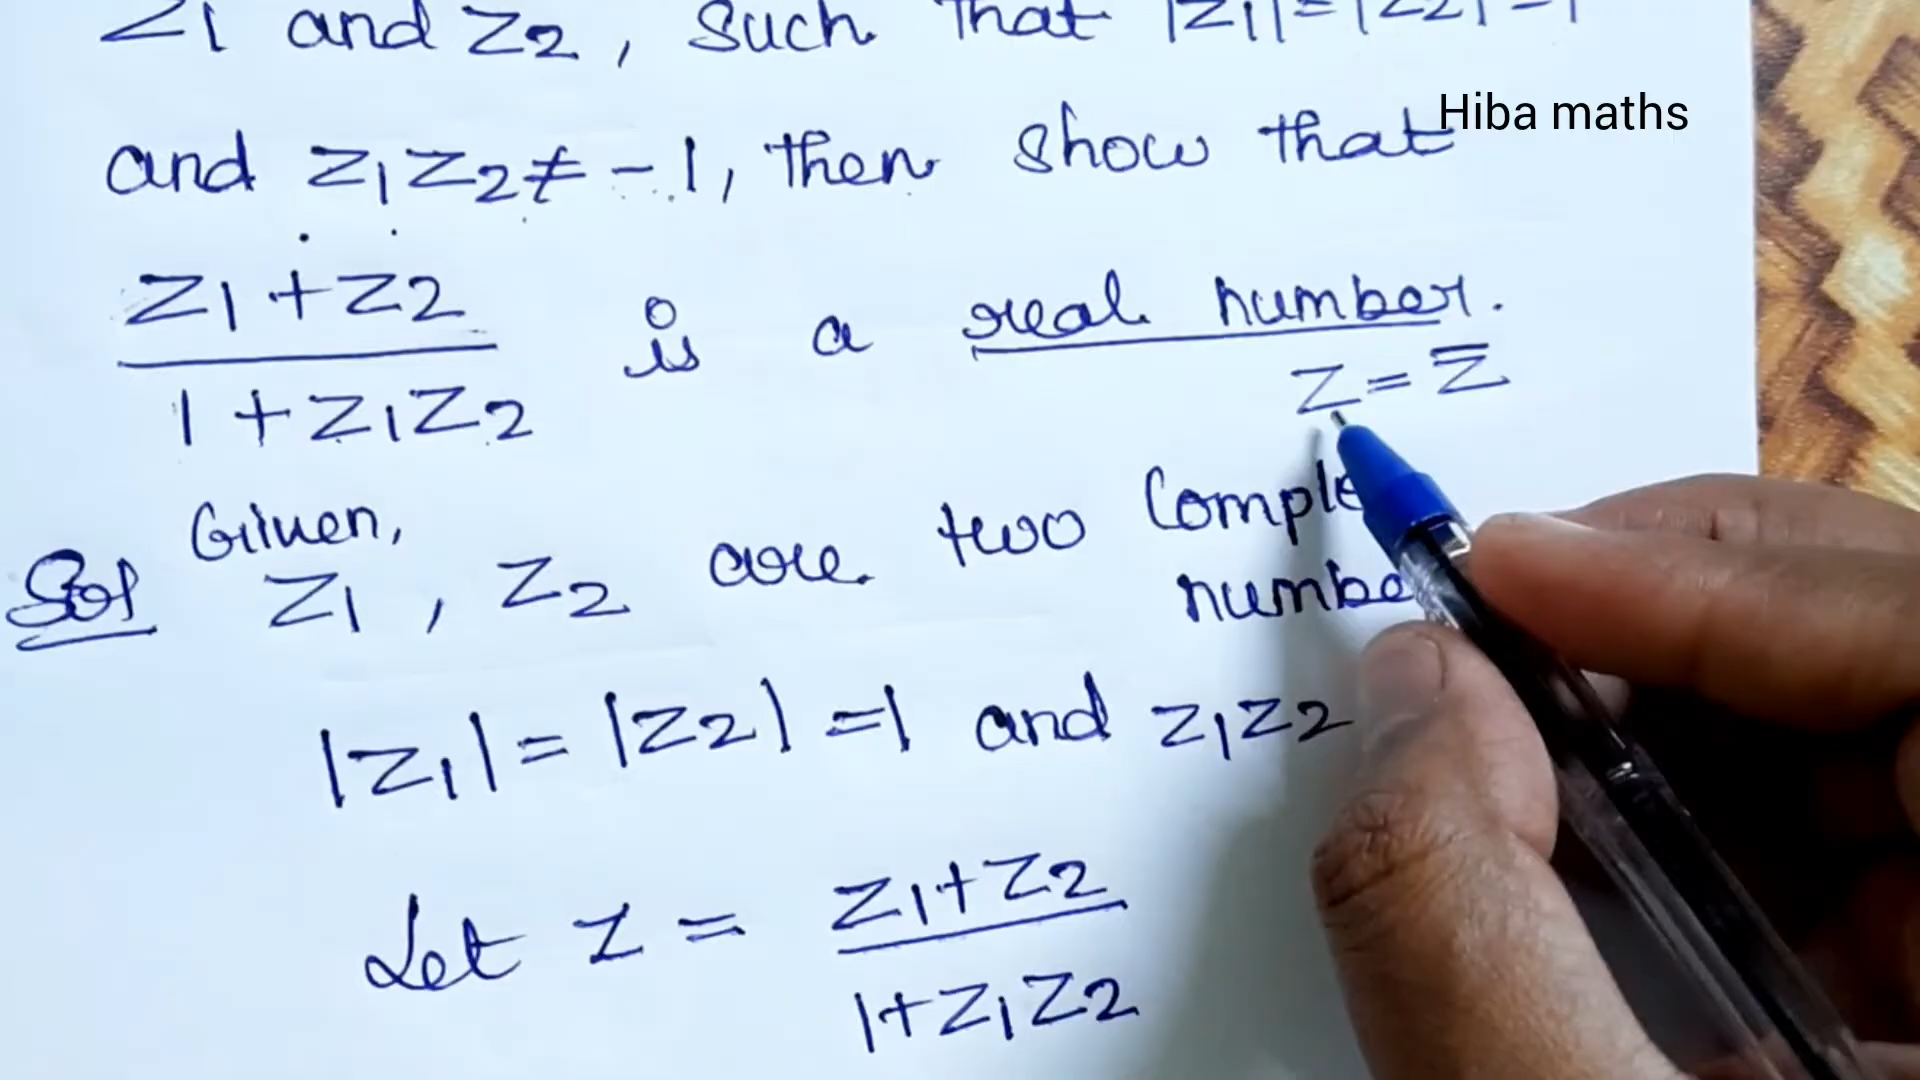 Z1 and Z2, such that |Z1|=|Z2|=1
Hiba maths
and Z1Z2≠-1, then show that
Z1+Z2
1+Z1Z2
is a real number.
Z=Z̅
Sol Given,
Z1, Z2 are two
number
|Z1|=|Z2|=1 and Z1Z2
Let Z = Z1+Z2
1+Z1Z2